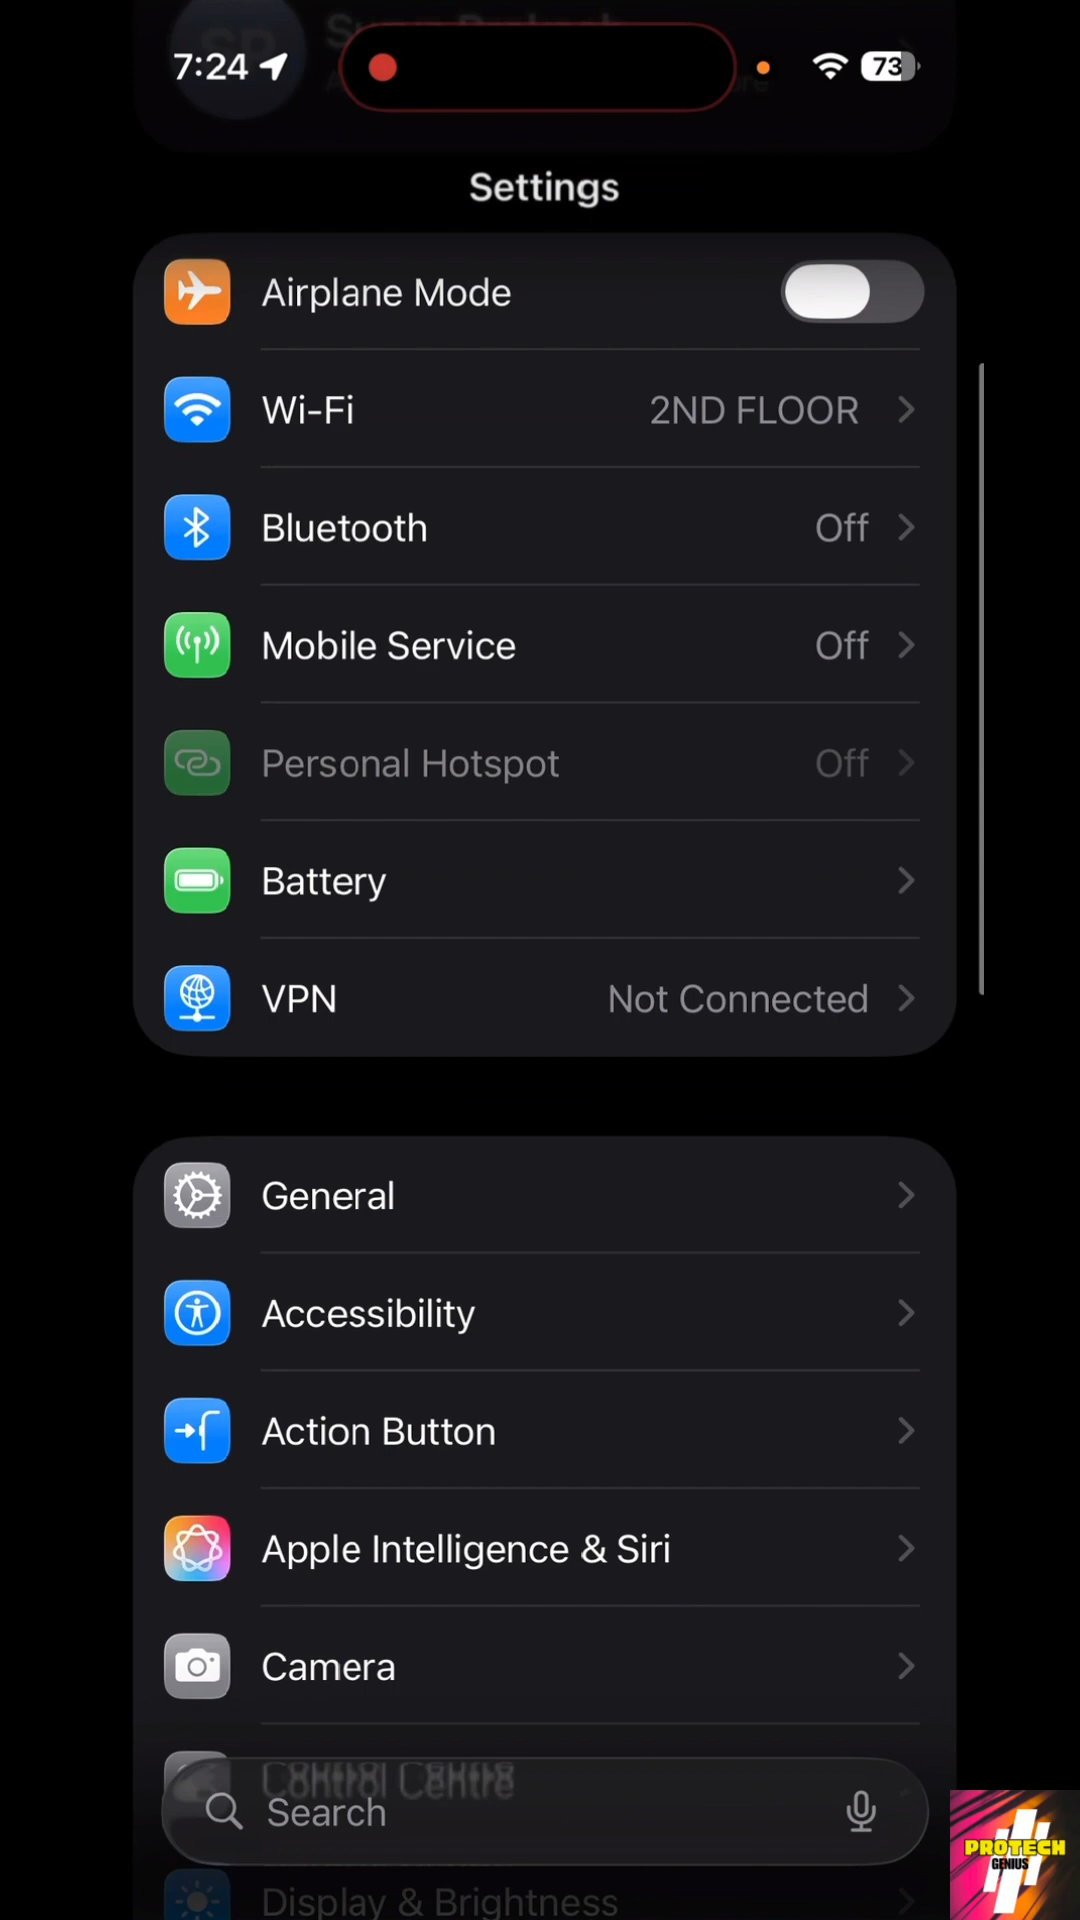 7:24
73
Settings
Airplane Mode
Wi-Fi 2ND FLOOR
Bluetooth Off
Mobile Service Off
Personal Hotspot Off
Battery
VPN Not Connected
General
Accessibility
Action Button
Apple Intelligence & Siri
Camera
Control Centre
Search
PROTECH
GENIUS
Display & Brightness